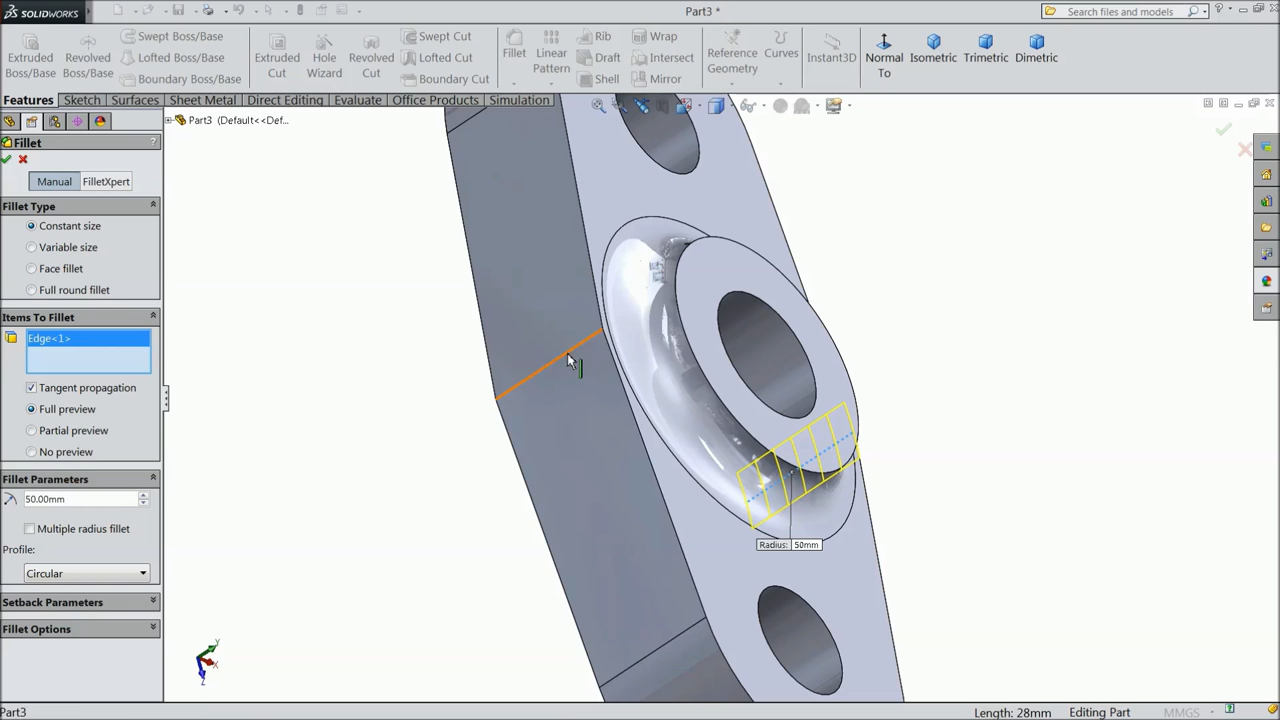 SOLIDWORKS
Part3 *
Search files and models
Extruded Boss/Base
Revolved Boss/Base
Swept Boss/Base
Lofted Boss/Base
Boundary Boss/Base
Extruded Cut
Hole Wizard
Revolved Cut
Swept Cut
Lofted Cut
Boundary Cut
Fillet
Linear Pattern
Rib
Draft
Shell
Wrap
Intersect
Mirror
Reference Geometry
Curves
Instant3D
Normal To
Isometric
Trimetric
Dimetric
Features
Sketch
Surfaces
Sheet Metal
Direct Editing
Evaluate
Office Products
Simulation
Part3 (Default<<Def...
Fillet
?
Manual
FilletXpert
Fillet Type
Constant size
Variable size
Face fillet
Full round fillet
Items To Fillet
Edge<1>
Tangent propagation
Full preview
Partial preview
No preview
Fillet Parameters
50.00mm
Multiple radius fillet
Profile:
Circular
Setback Parameters
Fillet Options
Radius: 50mm
Y
X
Z
Part3
Length: 28mm
Editing Part
MMGS